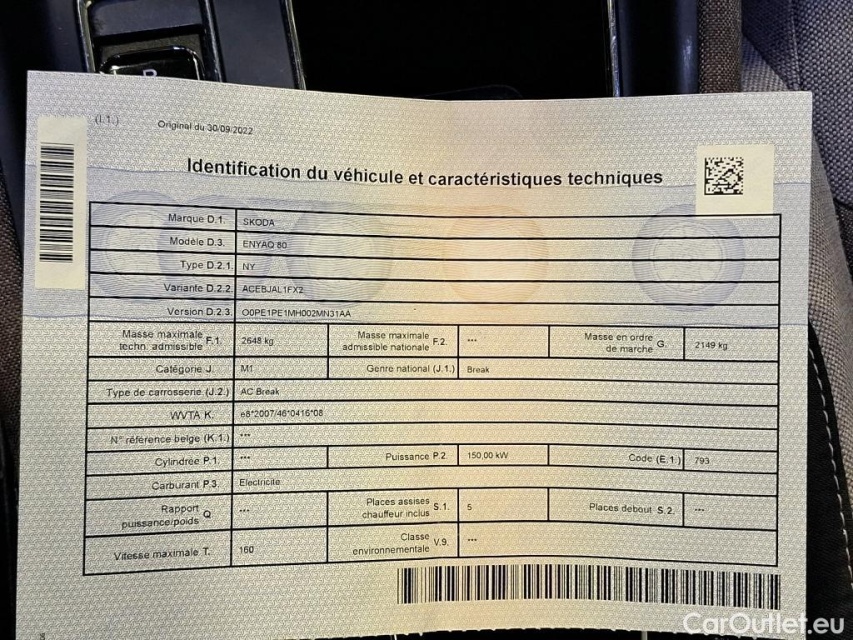 (I.1.)
Original du 30/09/2022
Identification du véhicule et caractéristiques techniques
Marque D.1. SKODA
Modèle D.3. ENYAQ 80
Type D.2.1. NY
Variante D.2.2. ACEBJAL1FX2
Version D.2.3. O0PE1PE1MH002MN31AA
Masse maximale techn. admissible F.1. 2648 kg Masse maximale admissible nationale F.2. *** Masse en ordre de marche G. 2149 kg
Catégorie J. M1 Genre national (J.1.) Break
Type de carrosserie (J.2.) AC Break
WVTA K. e8*2007/46*0416*08
N° référence belge (K.1.) ***
Cylindrée P.1. *** Puissance P.2. 150,00 kW Code (E.1.) 793
Carburant P.3. Electricite
Rapport puissance/poids Q *** Places assises chauffeur inclus S.1. 5 Places debout S.2. ***
Vitesse maximale T. 160 Classe environnementale V.9. ***
CarOutlet.eu